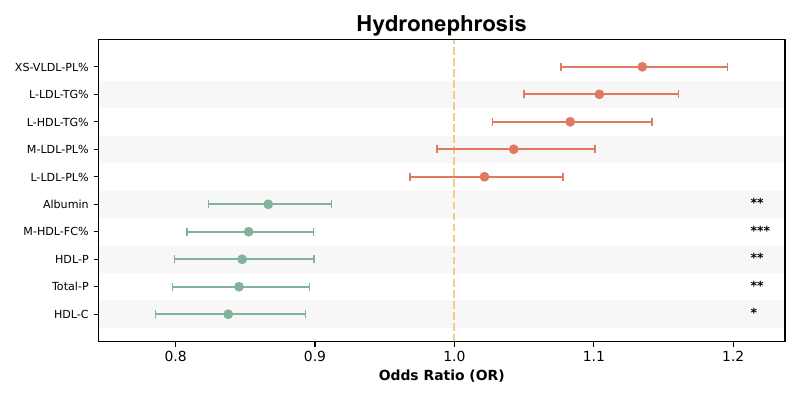 Hydronephrosis
XS-VLDL-PL%
L-LDL-TG%
L-HDL-TG%
M-LDL-PL%
L-LDL-PL%
Albumin **
M-HDL-FC% ***
HDL-P **
Total-P **
HDL-C *
0.8 0.9 1.0 1.1 1.2
Odds Ratio (OR)